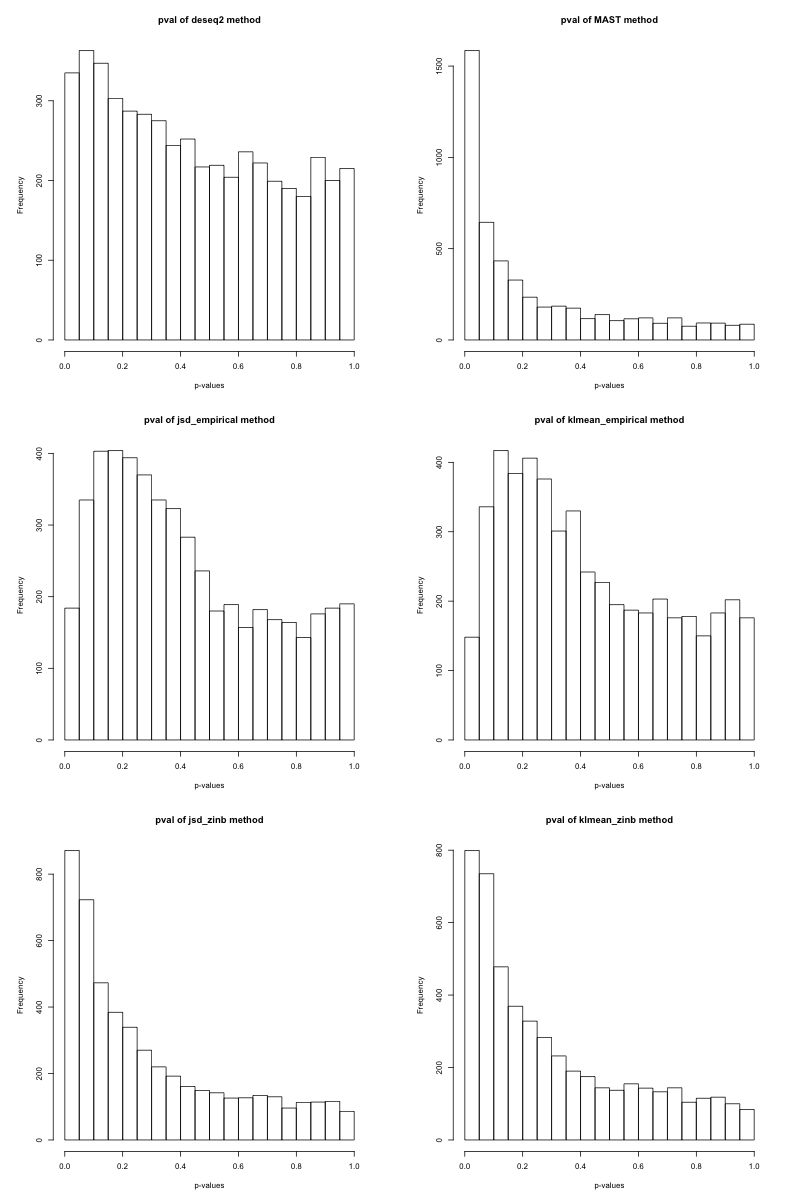 pval of deseq2 method
Frequency
0 100 200 300
0.0 0.2 0.4 0.6 0.8 1.0
p-values
pval of MAST method
Frequency
0 500 1000 1500
0.0 0.2 0.4 0.6 0.8 1.0
p-values
pval of jsd_empirical method
Frequency
0 100 200 300 400
0.0 0.2 0.4 0.6 0.8 1.0
p-values
pval of klmean_empirical method
Frequency
0 100 200 300 400
0.0 0.2 0.4 0.6 0.8 1.0
p-values
pval of jsd_zinb method
Frequency
0 200 400 600 800
0.0 0.2 0.4 0.6 0.8 1.0
p-values
pval of klmean_zinb method
Frequency
0 200 400 600 800
0.0 0.2 0.4 0.6 0.8 1.0
p-values